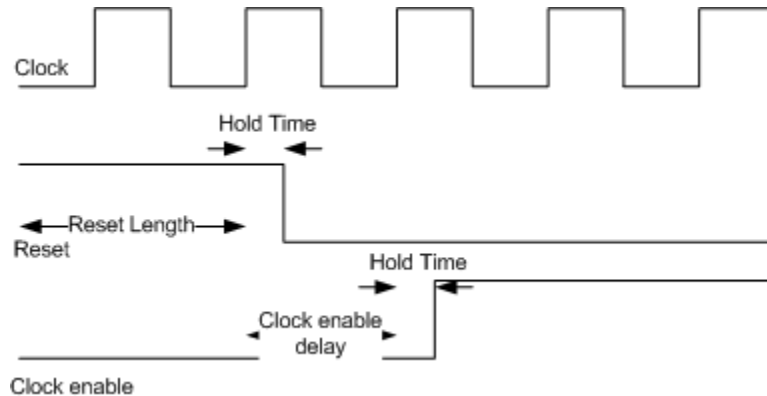 Clock
Hold Time
Reset Length
Reset
Hold Time
Clock enable
delay
Clock enable